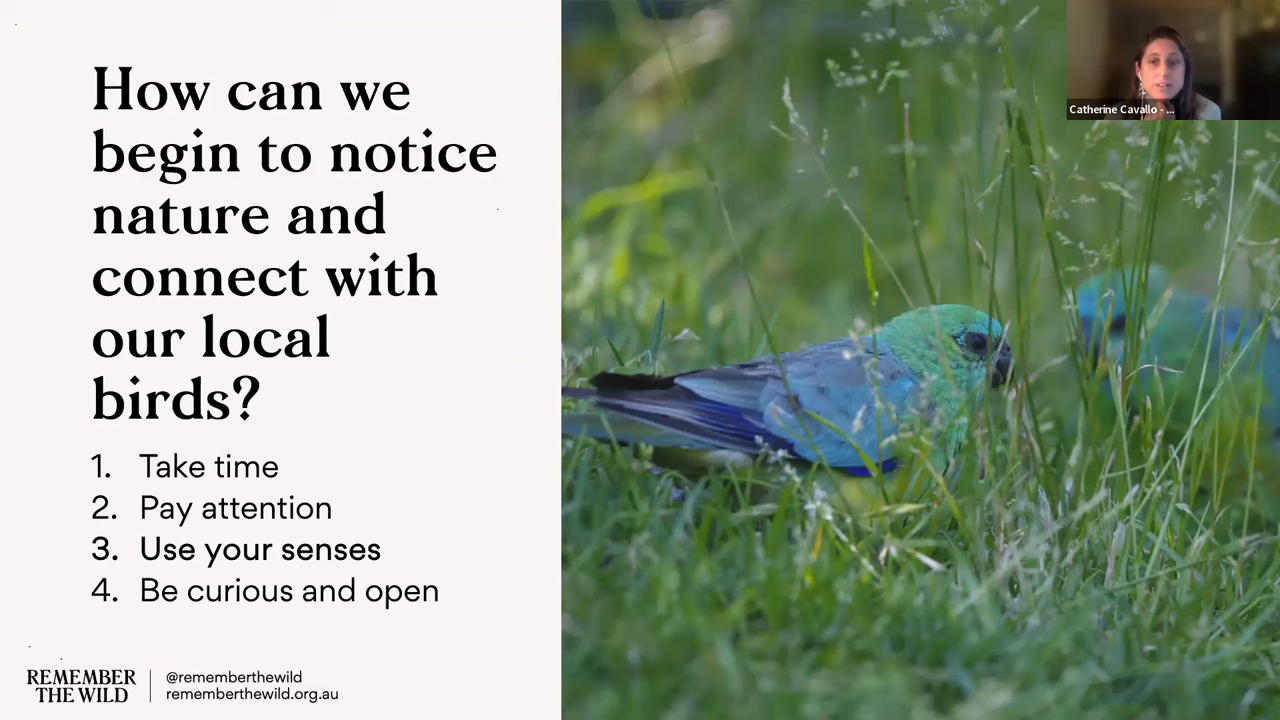 How can we
begin to notice
nature and
connect with
our local
birds?
1. Take time
2. Pay attention
3. Use your senses
4. Be curious and open
REMEMBER
THE WILD
@rememberthewild
rememberthewild.org.au
Catherine Cavallo - ...